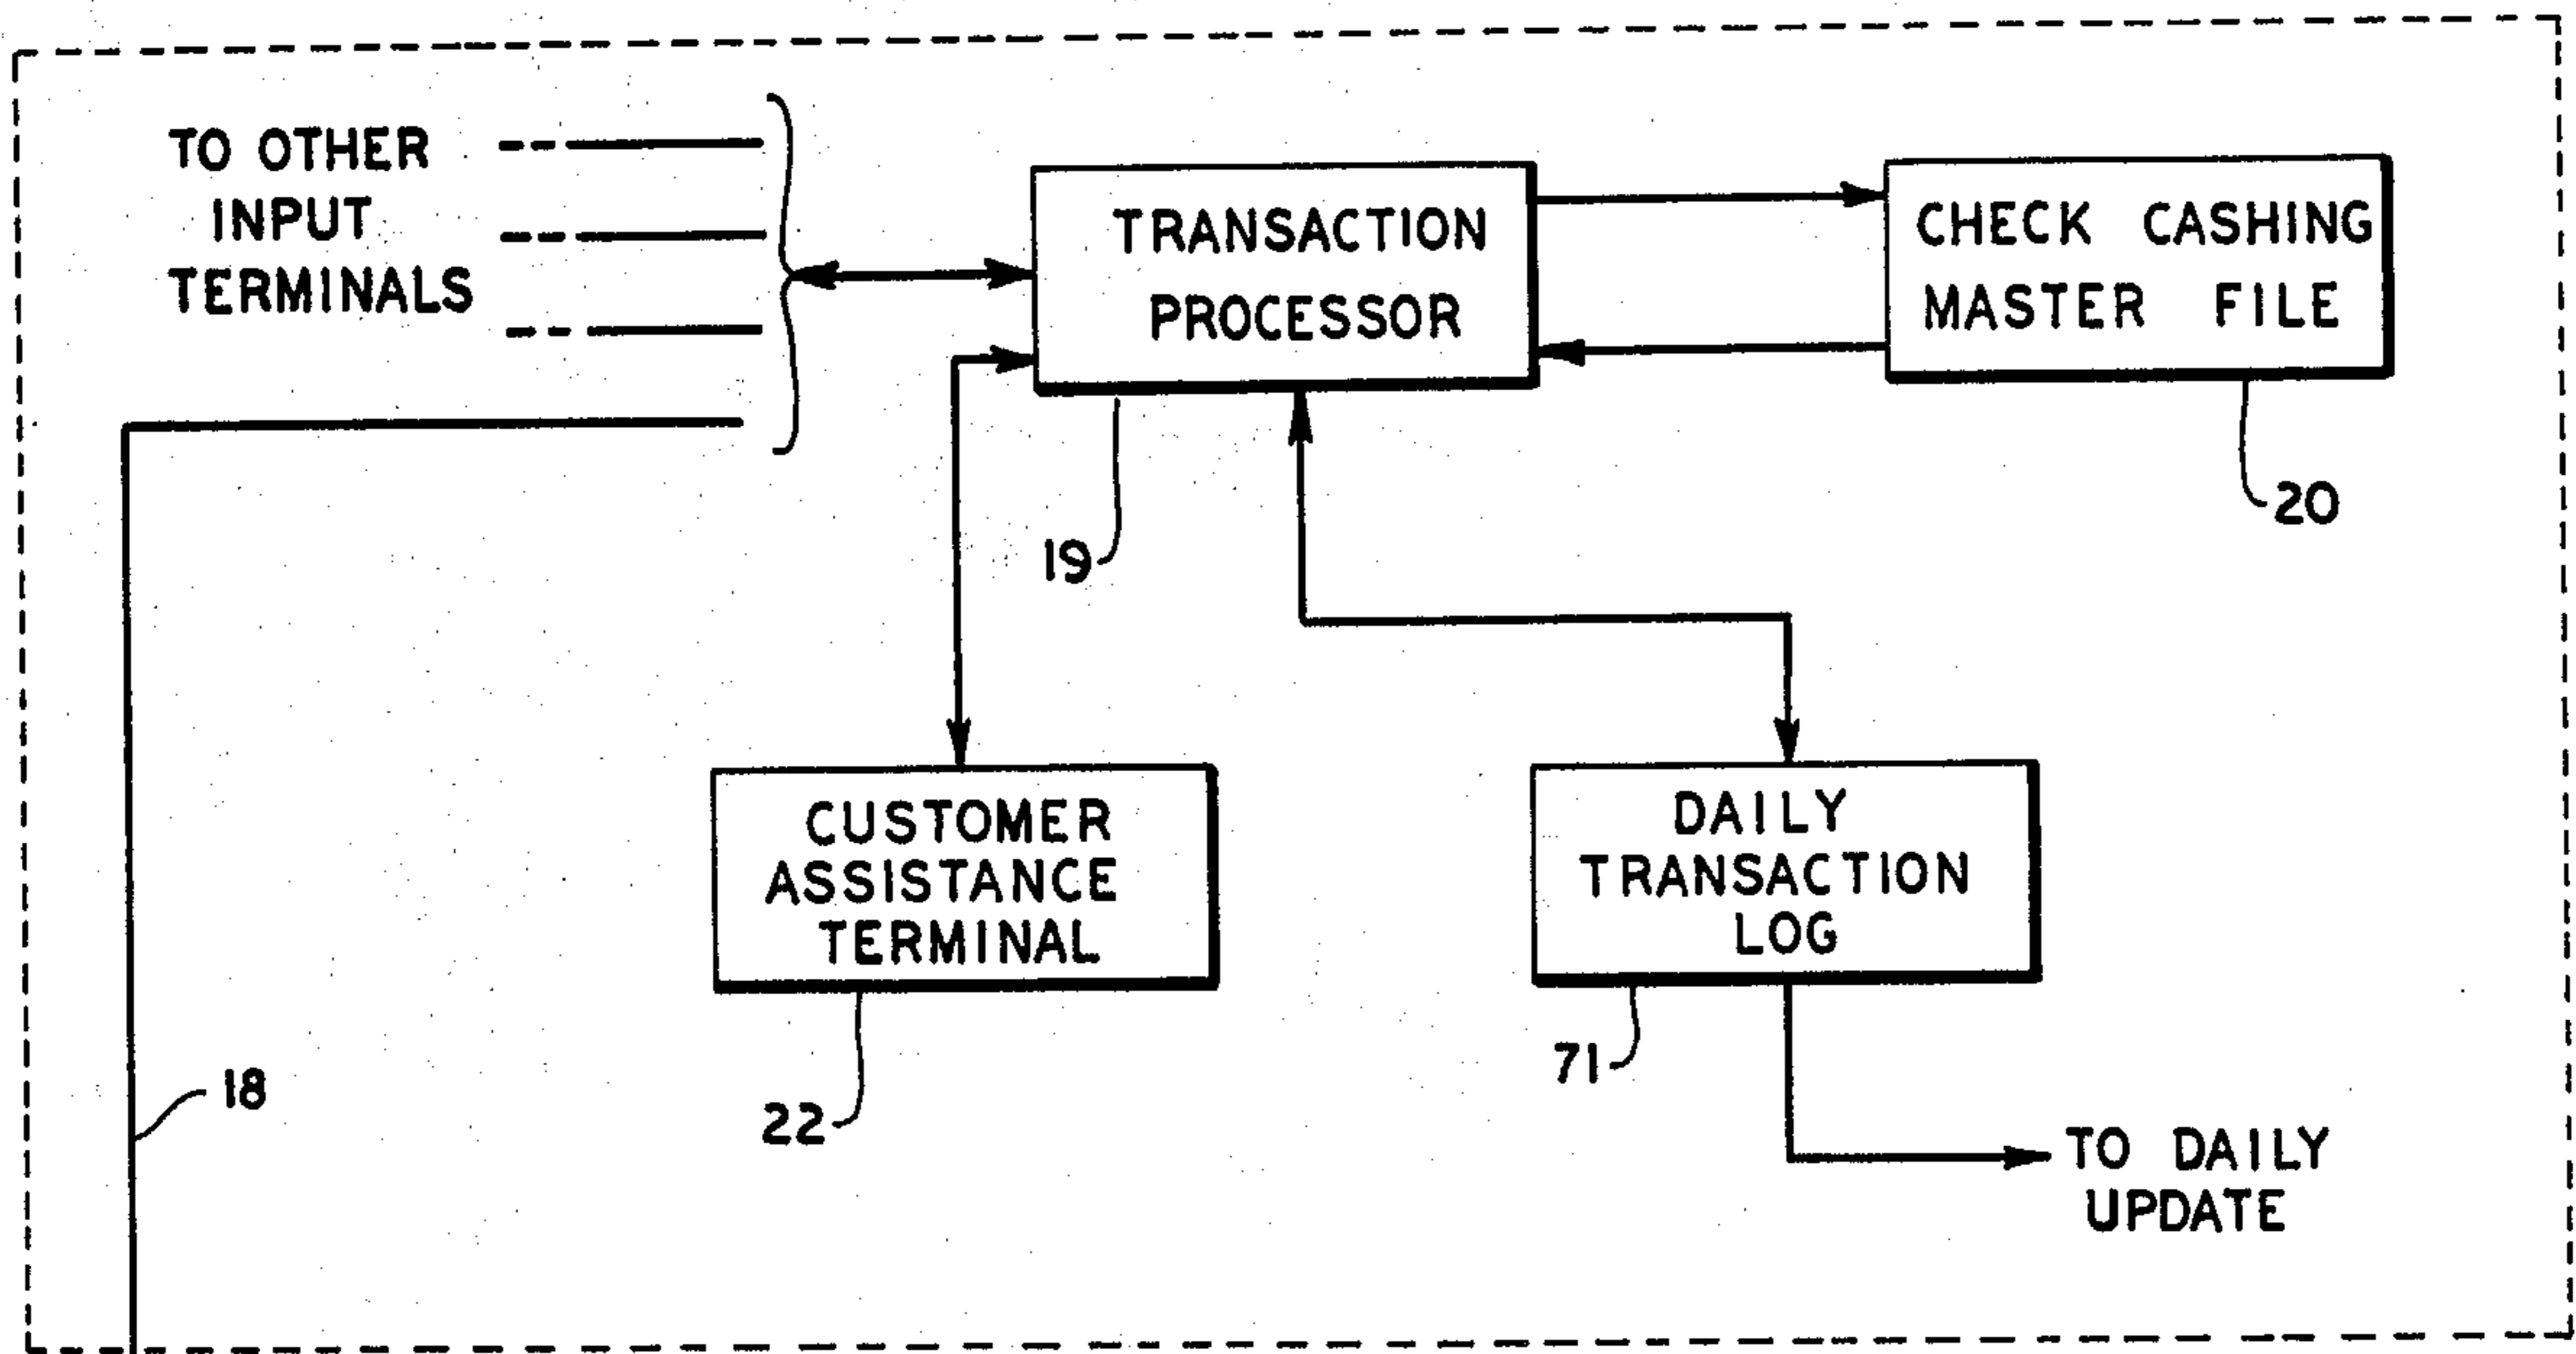 TO OTHER
INPUT
TERMINALS
TRANSACTION
PROCESSOR
CHECK CASHING
MASTER FILE
20
19
CUSTOMER
ASSISTANCE
TERMINAL
DAILY
TRANSACTION
LOG
71
18
22
TO DAILY
UPDATE